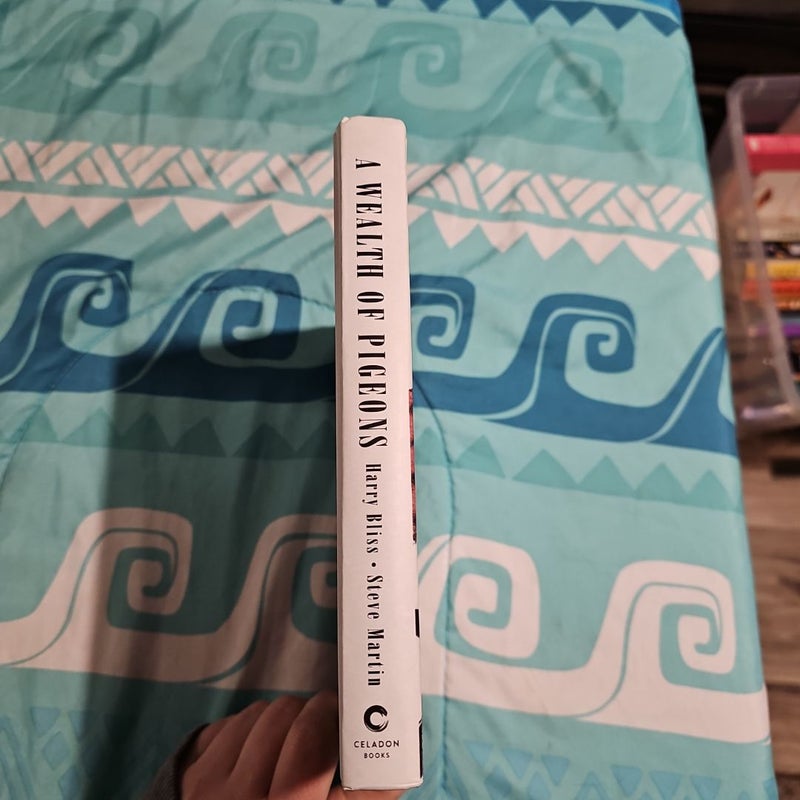 A WEALTH OF PIGEONS Harry Bliss • Steve Martin
CELADON
BOOKS